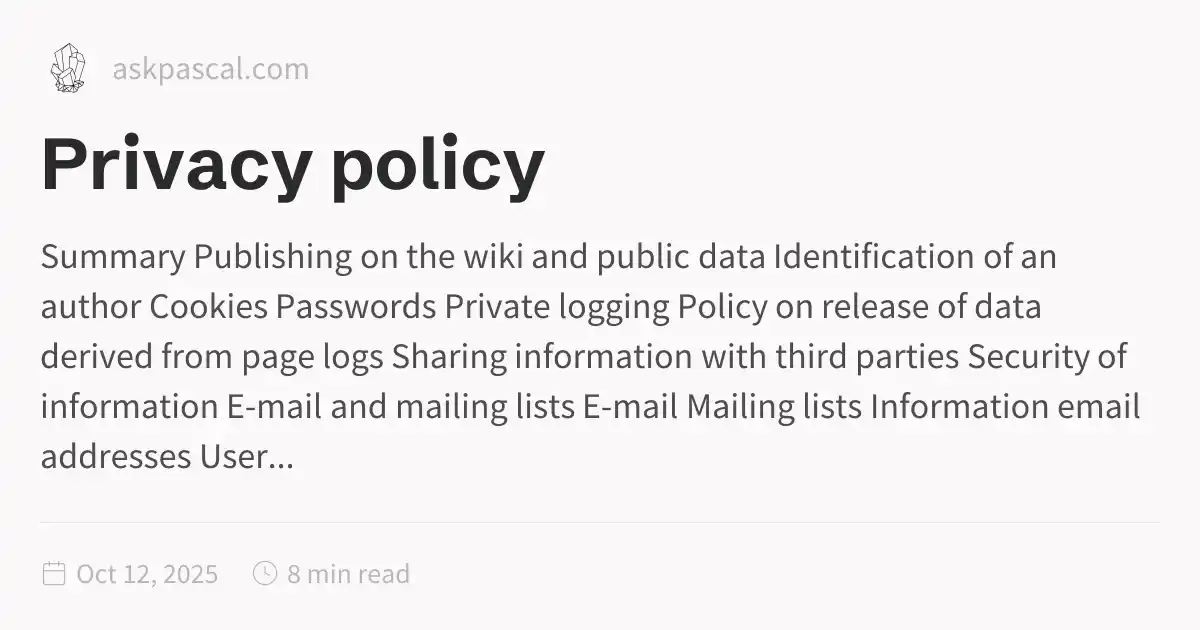 askpascal.com
Privacy policy
Summary Publishing on the wiki and public data Identification of an
author Cookies Passwords Private logging Policy on release of data
derived from page logs Sharing information with third parties Security of
information E-mail and mailing lists E-mail Mailing lists Information email
addresses User...
Oct 12, 2025 8 min read